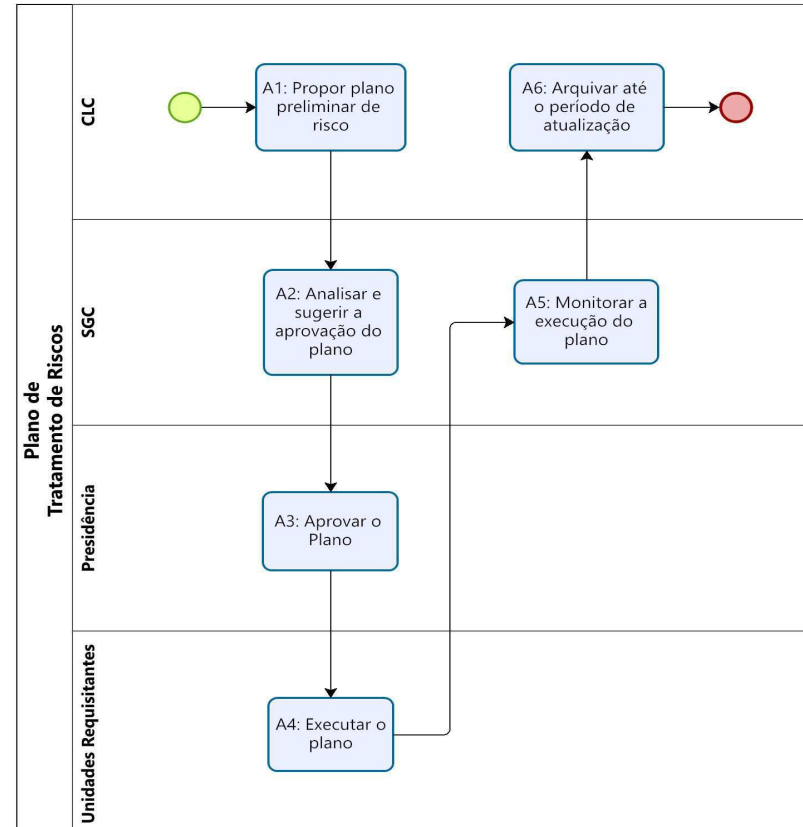 Plano de
Tratamento de Riscos
CLC
A1: Propor plano
preliminar de
risco
A6: Arquivar até
o período de
atualização
SGC
A2: Analisar e
sugerir a
aprovação do
plano
A5: Monitorar a
execução do
plano
Presidência
A3: Aprovar o
Plano
Unidades Requisitantes
A4: Executar o
plano